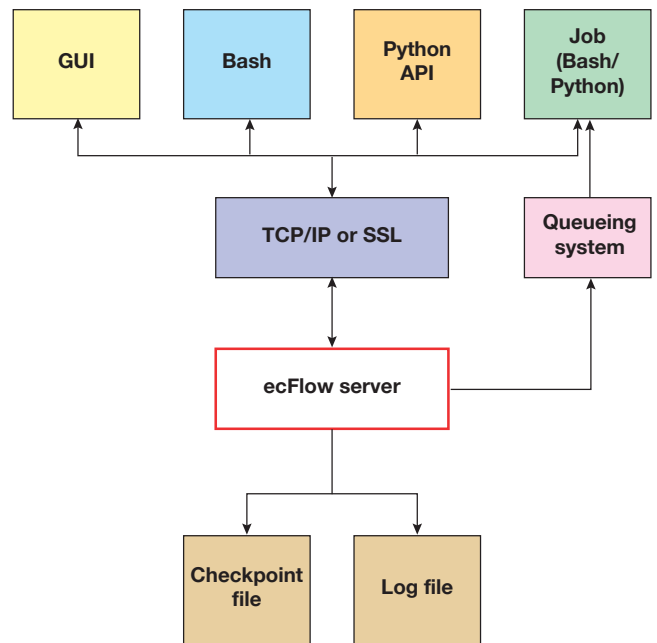 GUI
Bash
Python
API
Job
(Bash/
Python)
TCP/IP or SSL
Queueing
system
ecFlow server
Checkpoint
file
Log file